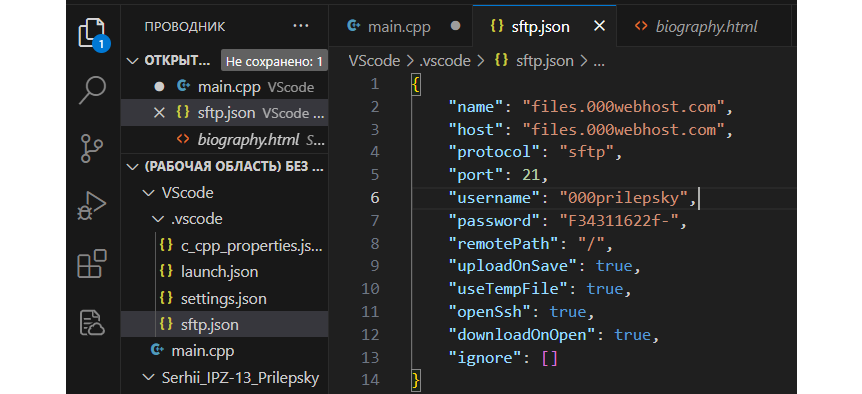 ПРОВОДНИК ···
ОТКРЫТ... Не сохранено: 1
main.cpp VScode
sftp.json VScode ...
biography.html S...
(РАБОЧАЯ ОБЛАСТЬ) БЕЗ ...
VScode
.vscode
c_cpp_properties.js...
launch.json
settings.json
sftp.json
main.cpp
Serhii_IPZ-13_Prilepsky
1
main.cpp
sftp.json
biography.html
VScode > .vscode > {} sftp.json > ...
1 {
2 "name": "files.000webhost.com",
3 "host": "files.000webhost.com",
4 "protocol": "sftp",
5 "port": 21,
6 "username": "000prilepsky",
7 "password": "F34311622f-",
8 "remotePath": "/",
9 "uploadOnSave": true,
10 "useTempFile": true,
11 "openSsh": true,
12 "downloadOnOpen": true,
13 "ignore": []
14 }